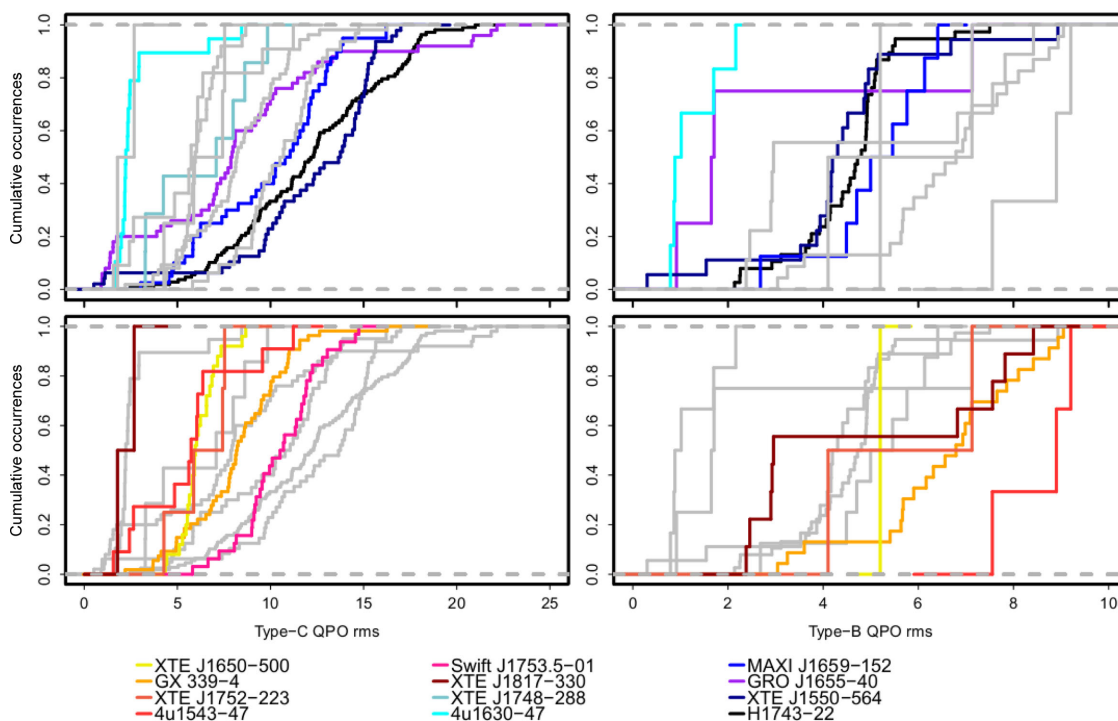 Cumulative occurrences
0.0 0.2 0.4 0.6 0.8 1.0
0.0 0.2 0.4 0.6 0.8 1.0
Cumulative occurrences
0.0 0.2 0.4 0.6 0.8 1.0
0.0 0.2 0.4 0.6 0.8 1.0
0 5 10 15 20 25
0 2 4 6 8 10
Type-C QPO rms
Type-B QPO rms
XTE J1650-500
GX 339-4
XTE J1752-223
4u1543-47
Swift J1753.5-01
XTE J1817-330
XTE J1748-288
4u1630-47
MAXI J1659-152
GRO J1655-40
XTE J1550-564
H1743-22